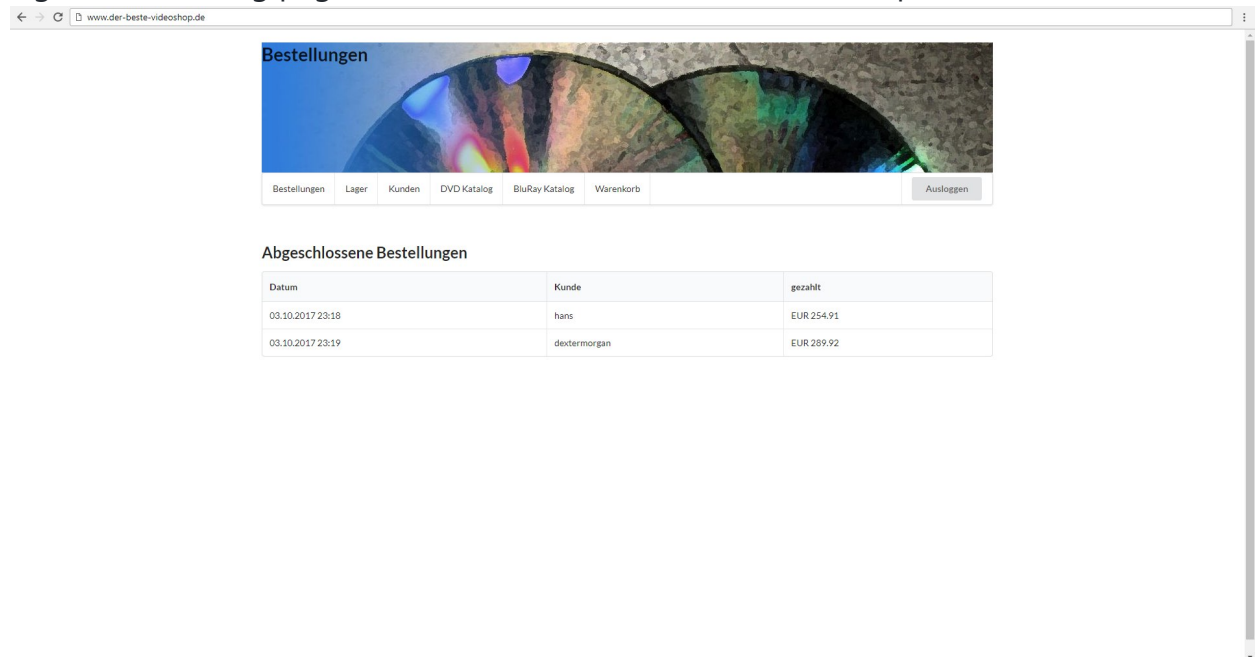 www.der-beste-videoshop.de
Bestellungen
Bestellungen Lager Kunden DVD Katalog BluRay Katalog Warenkorb Ausloggen
Abgeschlossene Bestellungen
Datum Kunde gezahlt
03.10.2017 23:18 hans EUR 254.91
03.10.2017 23:19 dextermorgan EUR 289.92